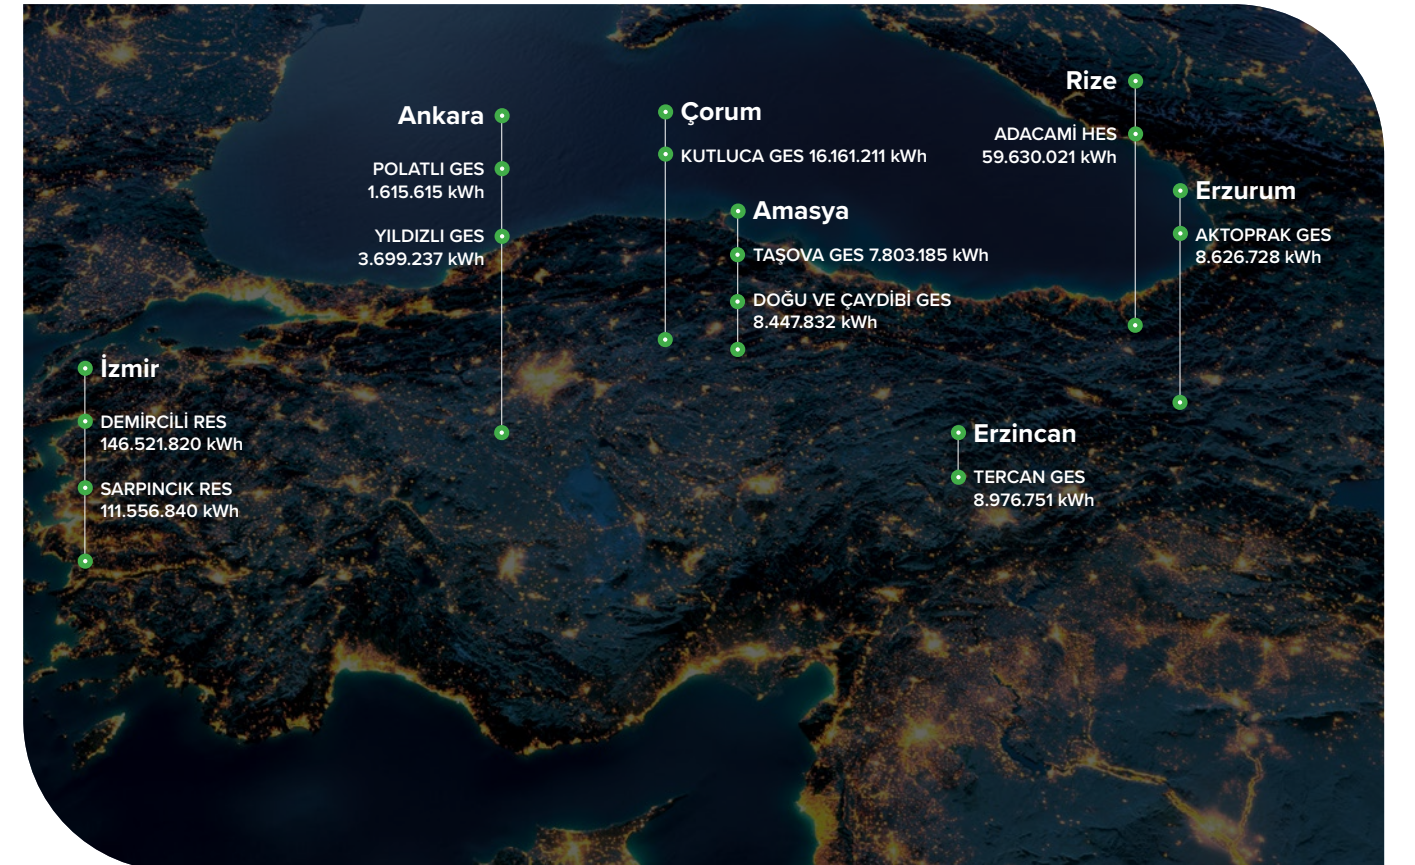 Ankara
POLATLI GES
1.615.615 kWh
YILDIZLI GES
3.699.237 kWh
Çorum
KUTLUCA GES 16.161.211 kWh
Amasya
TAŞOVA GES 7.803.185 kWh
DOĞU VE ÇAYDİBİ GES
8.447.832 kWh
Rize
ADACAMİ HES
59.630.021 kWh
Erzurum
AKTOPRAK GES
8.626.728 kWh
İzmir
DEMİRCİLİ RES
146.521.820 kWh
SARPINCIK RES
111.556.840 kWh
Erzincan
TERCAN GES
8.976.751 kWh